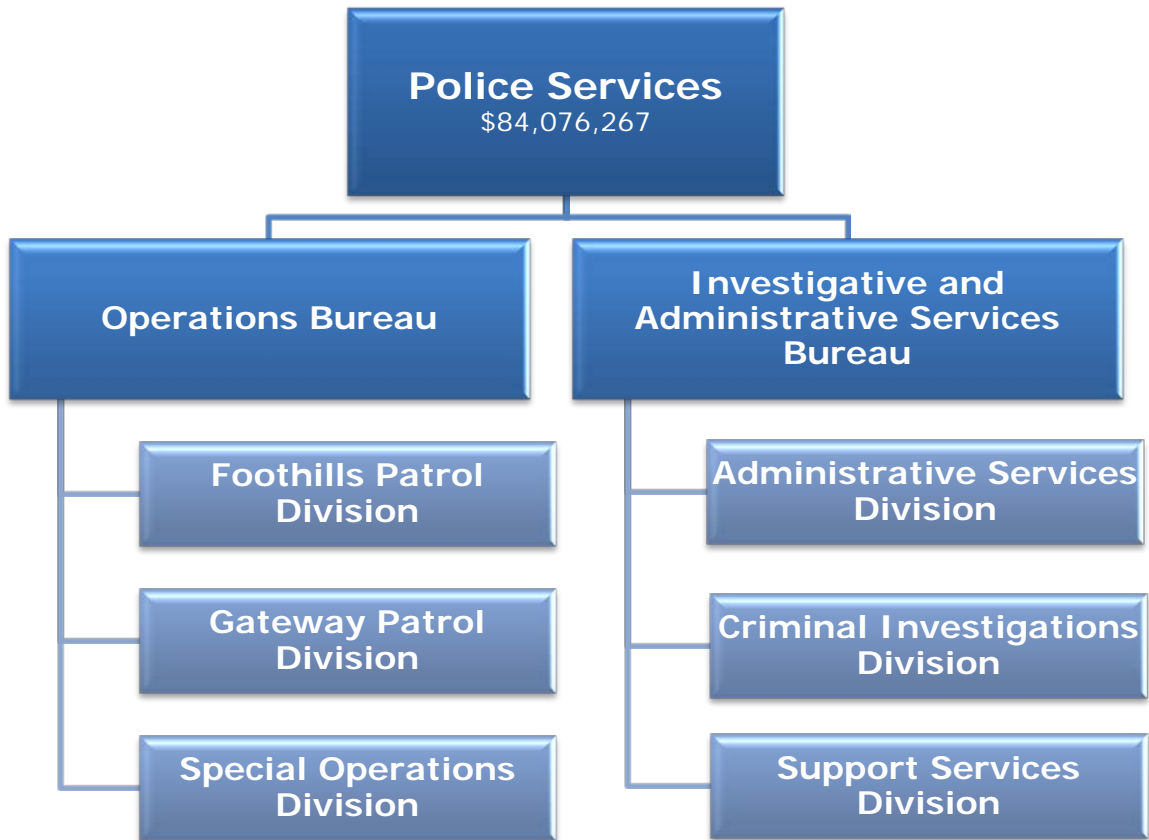 Police Services
$84,076,267
Operations Bureau
Investigative and
Administrative Services
Bureau
Foothills Patrol
Division
Gateway Patrol
Division
Special Operations
Division
Administrative Services
Division
Criminal Investigations
Division
Support Services
Division